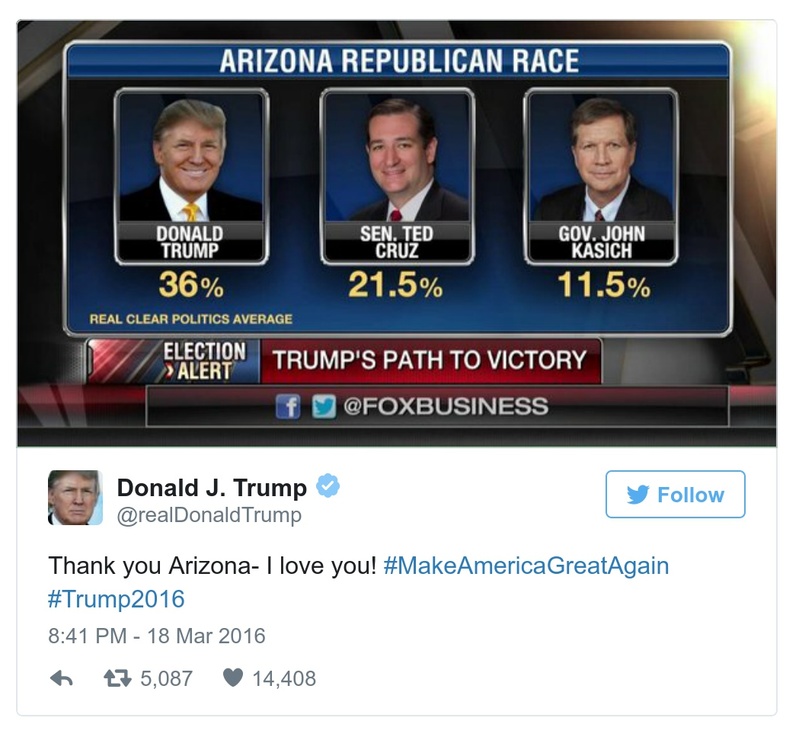 ARIZONA REPUBLICAN RACE
DONALD
TRUMP
36%
SEN. TED
CRUZ
21.5%
GOV. JOHN
KASICH
11.5%
REAL CLEAR POLITICS AVERAGE
ELECTION
ALERT
TRUMP'S PATH TO VICTORY
f @FOXBUSINESS
Donald J. Trump
@realDonaldTrump
Follow
Thank you Arizona- I love you! #MakeAmericaGreatAgain
#Trump2016
8:41 PM - 18 Mar 2016
5,087 14,408